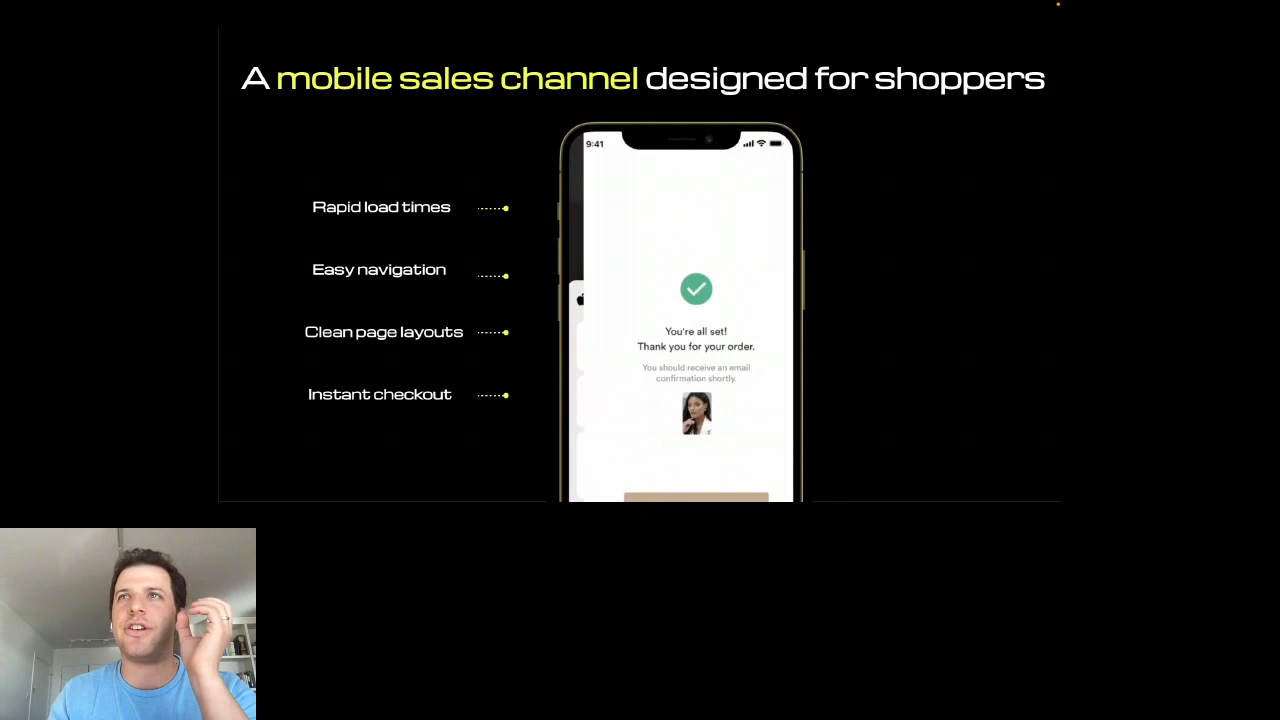 A mobile sales channel designed for shoppers
9:41
Rapid load times
Easy navigation
Clean page layouts
Instant checkout
You're all set!
Thank you for your order.
You should receive an email
confirmation shortly.